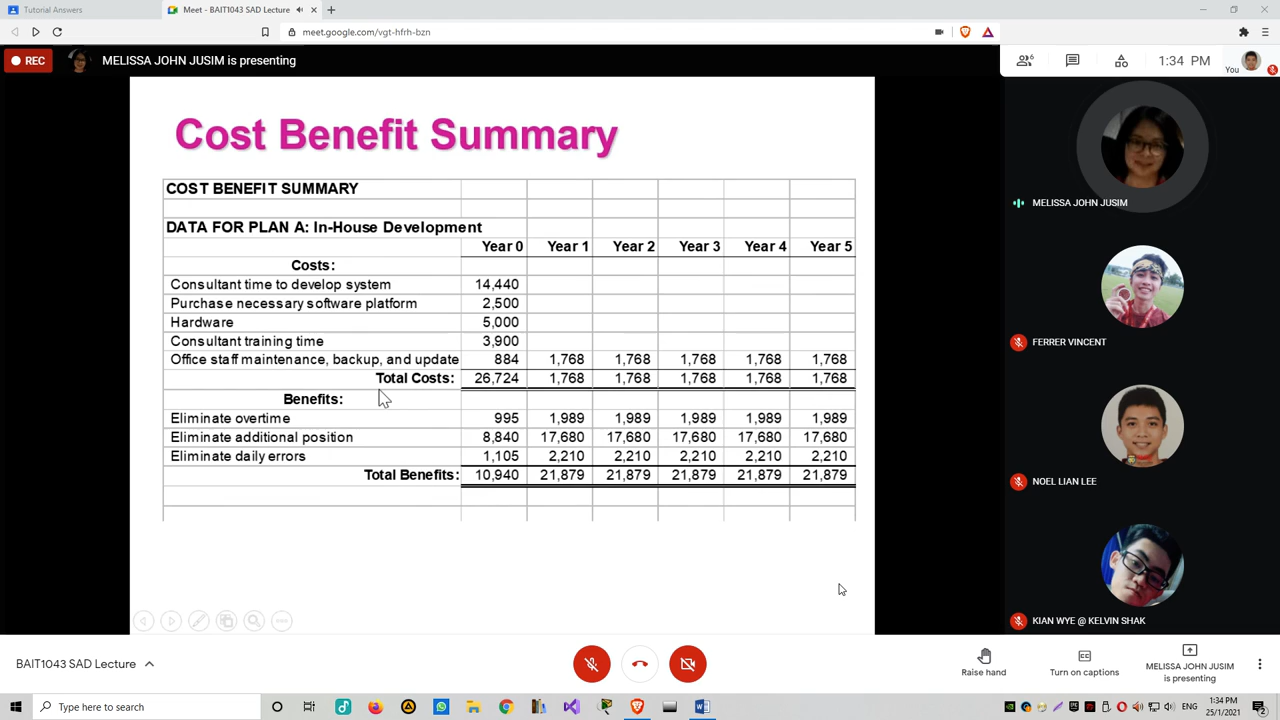 Tutorial Answers
Meet - BAIT1043 SAD Lecture
meet.google.com/vgt-hfrh-bzn
REC
MELISSA JOHN JUSIM is presenting
6
1:34 PM
You
Cost Benefit Summary
COST BENEFIT SUMMARY
DATA FOR PLAN A: In-House Development
Year 0 Year 1 Year 2 Year 3 Year 4 Year 5
Costs:
Consultant time to develop system 14,440
Purchase necessary software platform 2,500
Hardware 5,000
Consultant training time 3,900
Office staff maintenance, backup, and update 884 1,768 1,768 1,768 1,768 1,768
Total Costs: 26,724 1,768 1,768 1,768 1,768 1,768
Benefits:
Eliminate overtime 995 1,989 1,989 1,989 1,989 1,989
Eliminate additional position 8,840 17,680 17,680 17,680 17,680 17,680
Eliminate daily errors 1,105 2,210 2,210 2,210 2,210 2,210
Total Benefits: 10,940 21,879 21,879 21,879 21,879 21,879
MELISSA JOHN JUSIM
FERRER VINCENT
NOEL LIAN LEE
KIAN WYE @ KELVIN SHAK
BAIT1043 SAD Lecture
Raise hand
Turn on captions
MELISSA JOHN JUSIM
is presenting
Type here to search
ENG
1:34 PM
25/1/2021